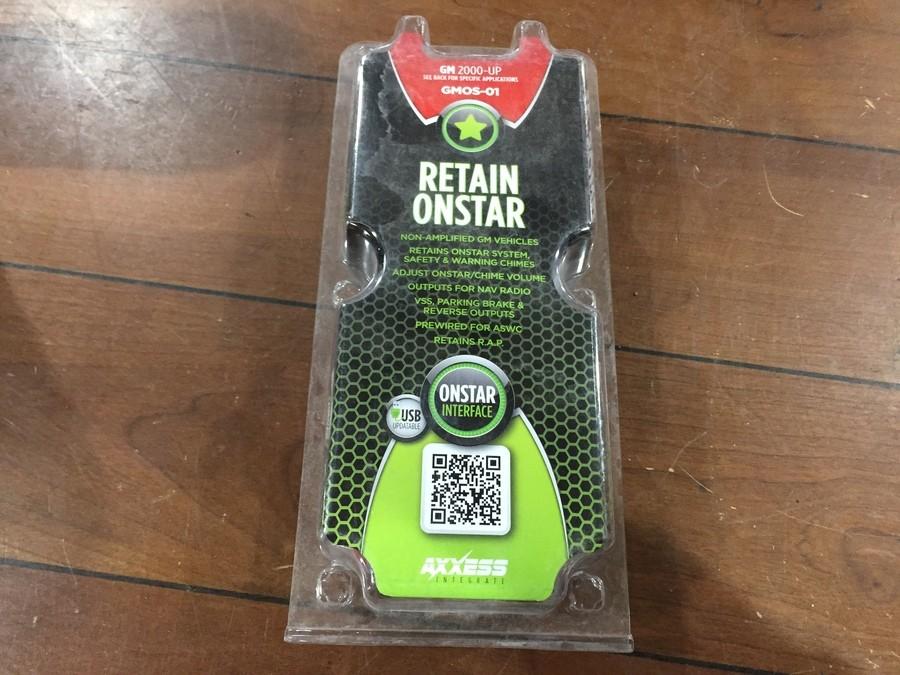 GM 2000-UP
SEE BACK FOR SPECIFIC APPLICATIONS
GMOS-01
RETAIN
ONSTAR
NON-AMPLIFIED GM VEHICLES
RETAINS ONSTAR SYSTEM,
SAFETY & WARNING CHIMES
ADJUST ONSTAR/CHIME VOLUME
OUTPUTS FOR NAV RADIO
VSS, PARKING BRAKE &
REVERSE OUTPUTS
PREWIRED FOR ASWC
RETAINS R.A.P.
ONSTAR
INTERFACE
USB
UPDATABLE
AXXESS
INTEGRATE